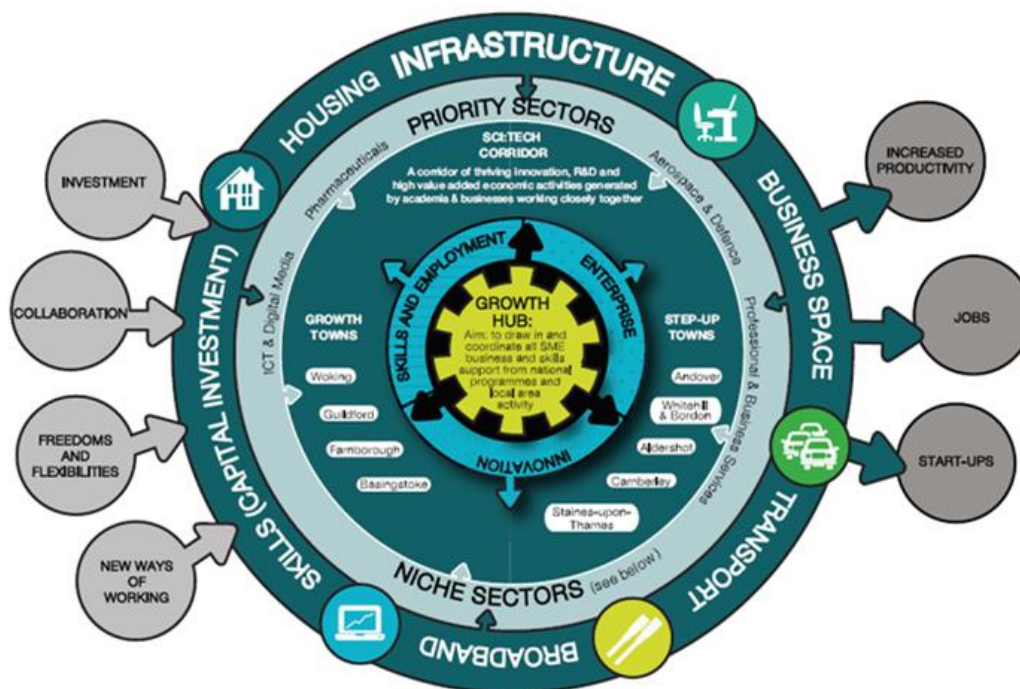 HOUSING INFRASTRUCTURE
BUSINESS SPACE
TRANSPORT
BROADBAND
SKILLS (CAPITAL INVESTMENT)
INVESTMENT
COLLABORATION
FREEDOMS
AND
FLEXIBILITIES
NEW WAYS
OF
WORKING
PRIORITY SECTORS
Pharmaceuticals
ICT & Digital Media
Aerospace & Defence
Professional & Business Services
NICHE SECTORS (see below)
SCI:TECH
CORRIDOR
A corridor of thriving innovation, R&D and
high value added economic activities generated
by academia & businesses working closely together
SKILLS AND EMPLOYMENT
ENTERPRISE
INNOVATION
GROWTH
HUB:
Aim: to draw in and
coordinate all SME
business and skills
support from national
programmes and
local area
activity
GROWTH
TOWNS
Woking
Guildford
Farnborough
Basingstoke
STEP-UP
TOWNS
Andover
Whitehill
& Bordon
Aldershot
Camberley
Staines-upon-
Thames
INCREASED
PRODUCTIVITY
JOBS
START-UPS